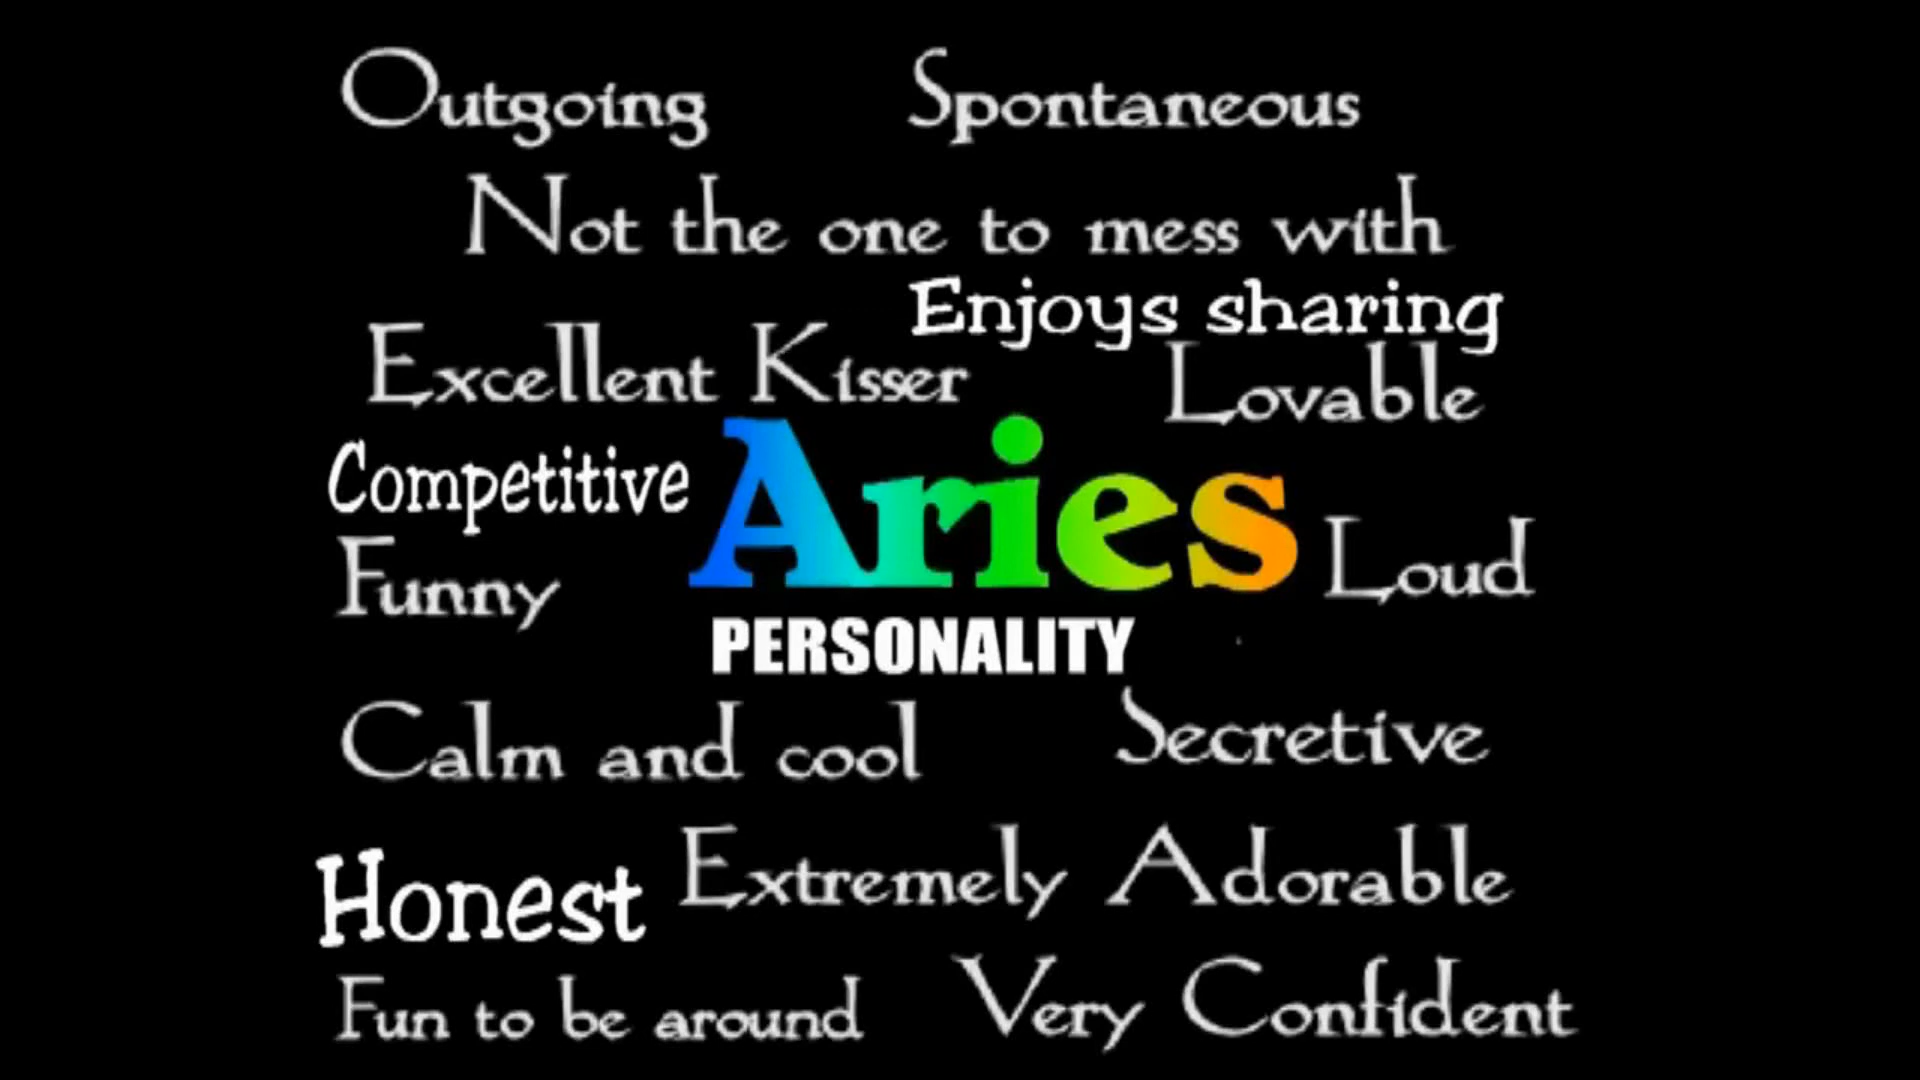 Outgoing Spontaneous
Not the one to mess with
Enjoys sharing
Excellent Kisser Lovable
Competitive Aries
Funny Loud
PERSONALITY
Calm and cool Secretive
Honest Extremely Adorable
Fun to be around Very Confident